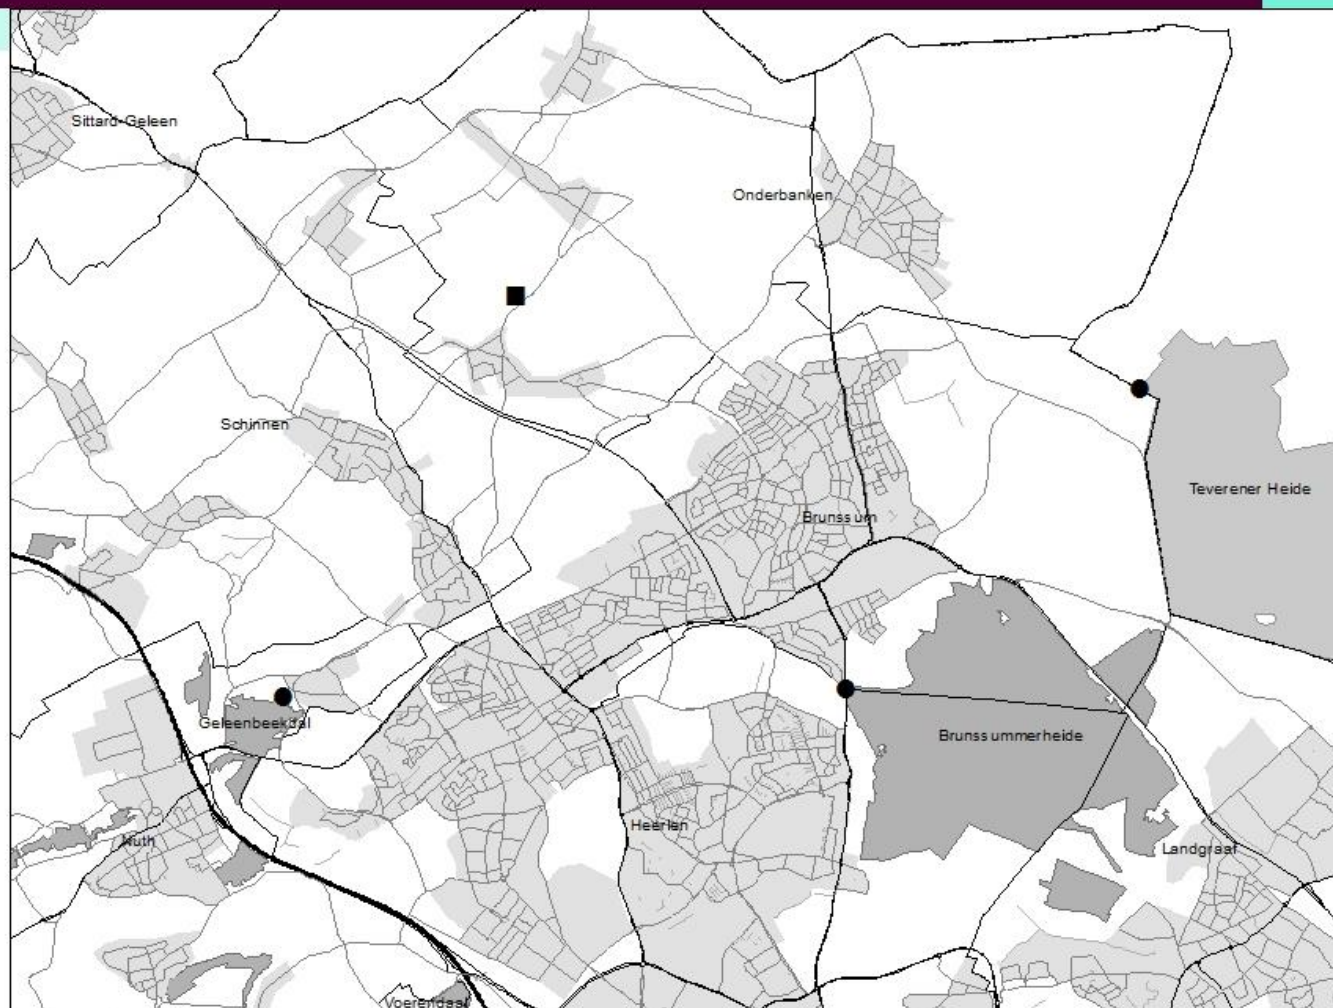 Sittard-Geleen
Onderbanken
Schinnen
Teverener Heide
Brunssum
Geleenbeekdal
Brunssummerheide
Heerlen
Nuth
Landgraaf
Voerendaal